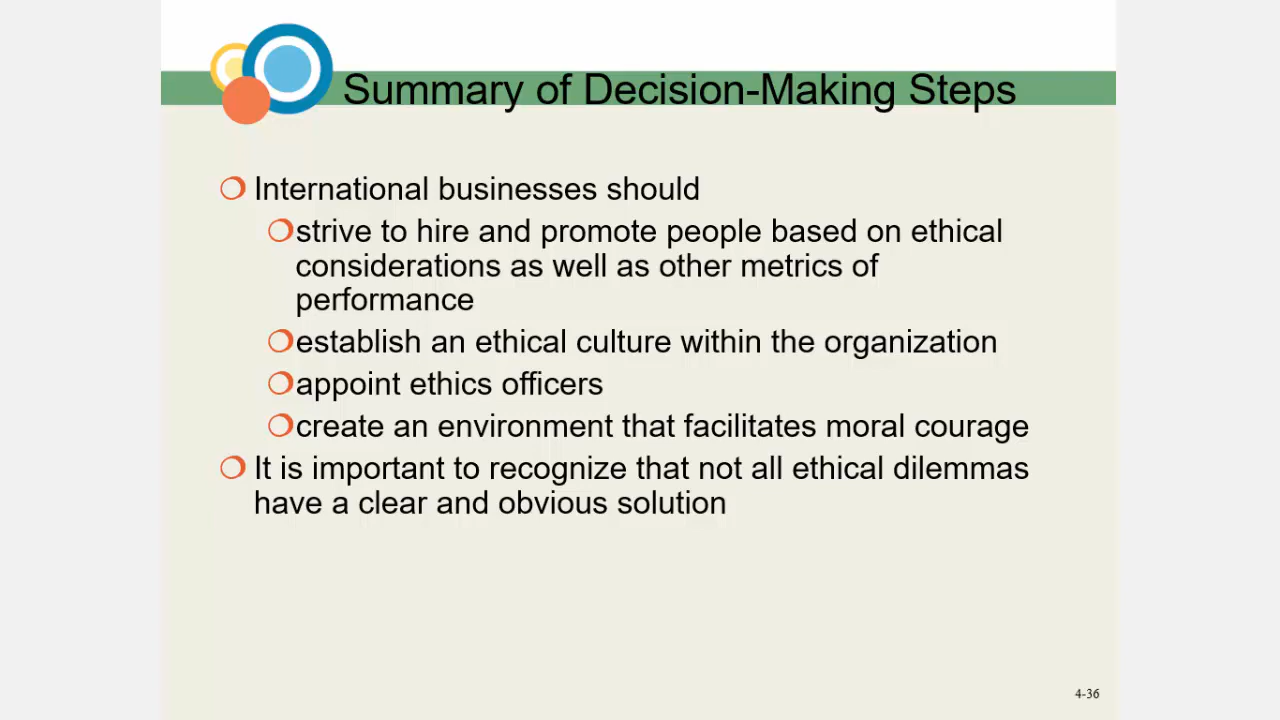 Summary of Decision-Making Steps
International businesses should
strive to hire and promote people based on ethical
considerations as well as other metrics of
performance
establish an ethical culture within the organization
appoint ethics officers
create an environment that facilitates moral courage
It is important to recognize that not all ethical dilemmas
have a clear and obvious solution
4-36